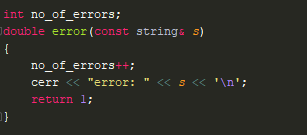 int no_of_errors;
double error(const string& s)
{
no_of_errors++;
cerr << "error: " << s << '\n';
return 1;
}